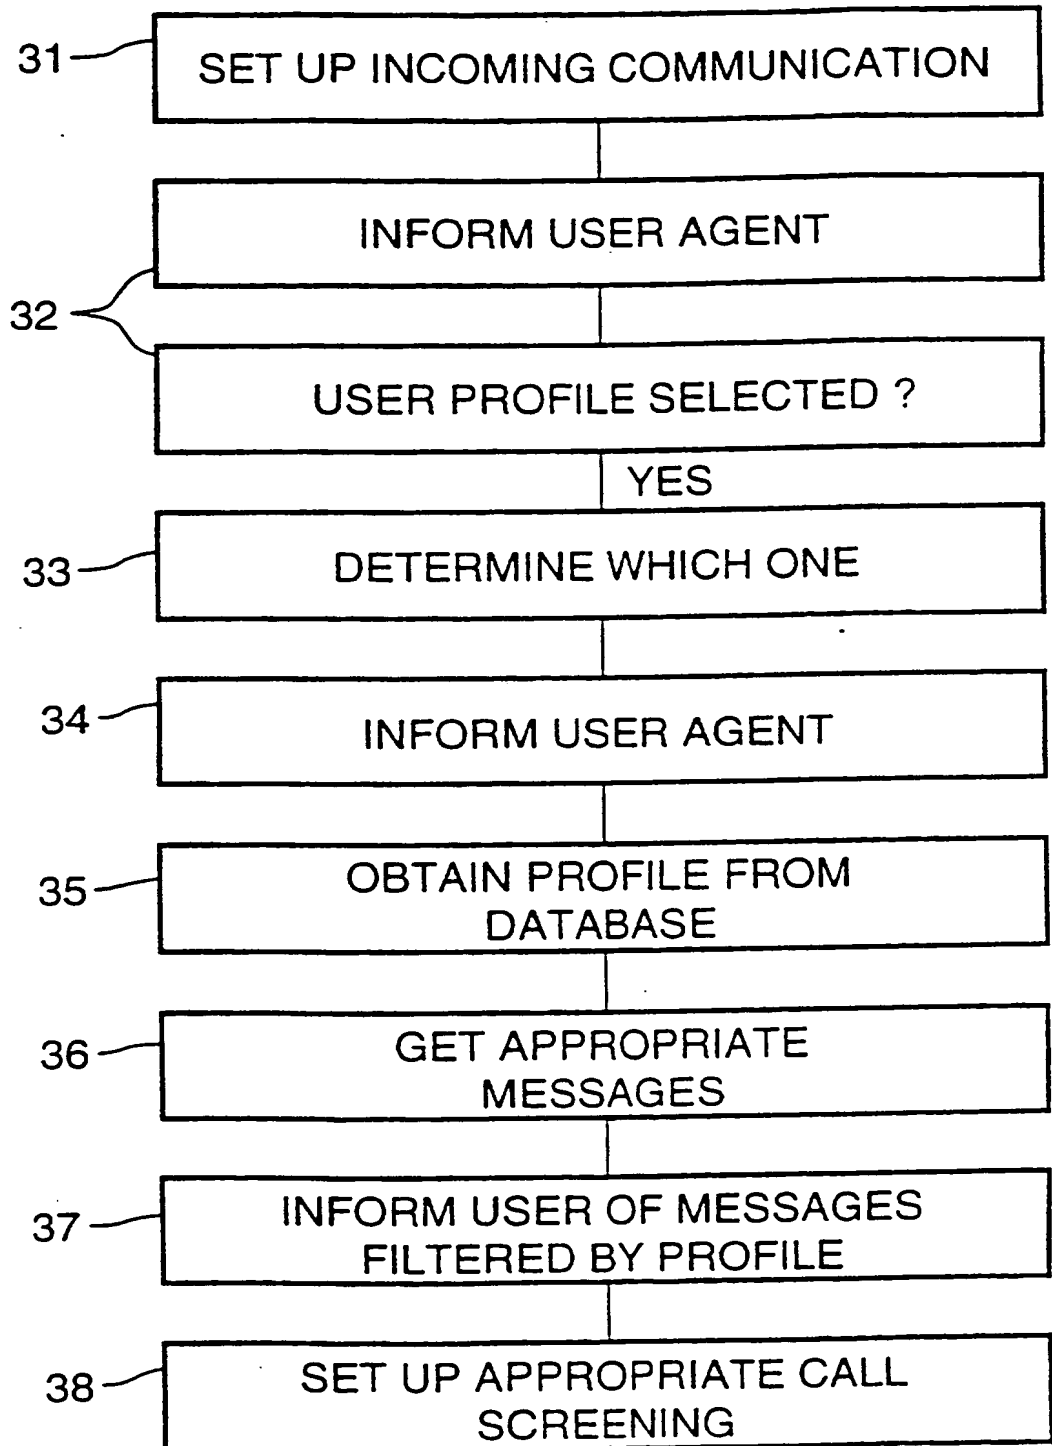 31
SET UP INCOMING COMMUNICATION
INFORM USER AGENT
32
USER PROFILE SELECTED ?
YES
33
DETERMINE WHICH ONE
34
INFORM USER AGENT
35
OBTAIN PROFILE FROM
DATABASE
36
GET APPROPRIATE
MESSAGES
37
INFORM USER OF MESSAGES
FILTERED BY PROFILE
38
SET UP APPROPRIATE CALL
SCREENING